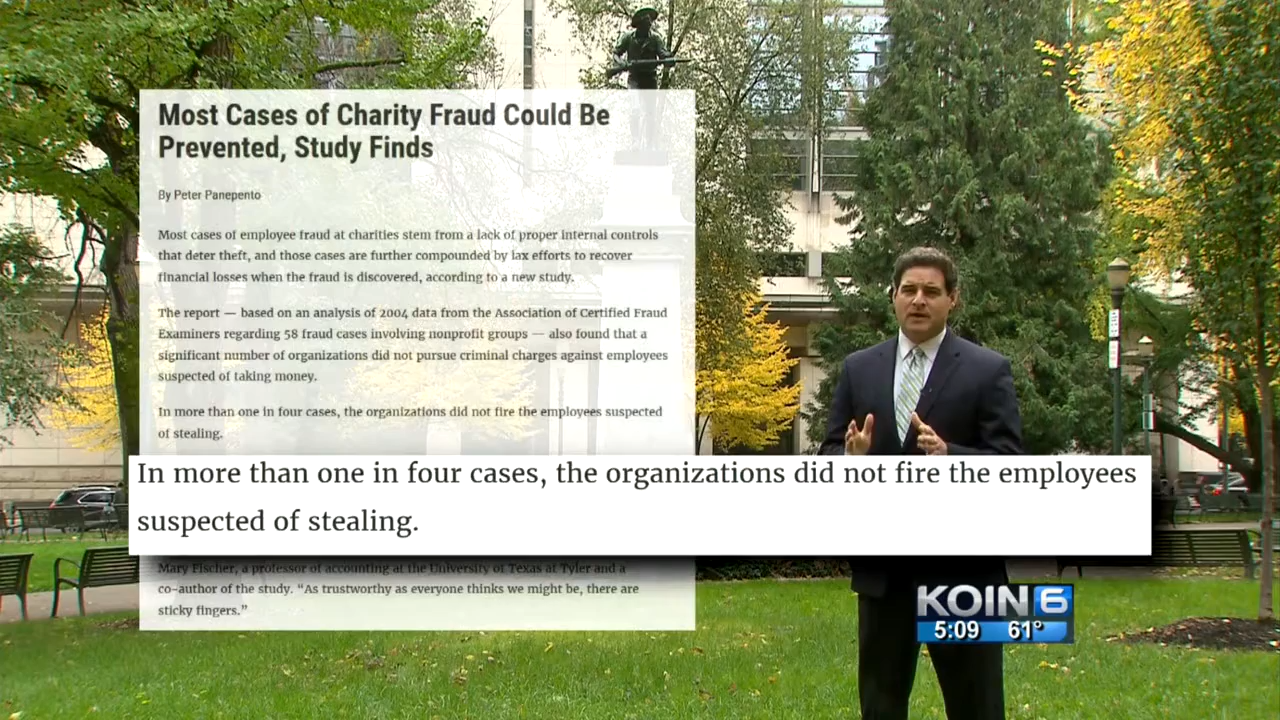 Most Cases of Charity Fraud Could Be
Prevented, Study Finds
By Peter Panepento
Most cases of employee fraud at charities stem from a lack of proper internal controls
that deter theft, and those cases are further compounded by lax efforts to recover
financial losses when the fraud is discovered, according to a new study.
The report — based on an analysis of 2004 data from the Association of Certified Fraud
Examiners regarding 58 fraud cases involving nonprofit groups — also found that a
significant number of organizations did not pursue criminal charges against employees
suspected of taking money.
In more than one in four cases, the organizations did not fire the employees suspected
of stealing.
In more than one in four cases, the organizations did not fire the employees
suspected of stealing.
Mary Fischer, a professor of accounting at the University of Texas at Tyler and a
co-author of the study. “As trustworthy as everyone thinks we might be, there are
sticky fingers.”
KOIN 6
5:09 61°